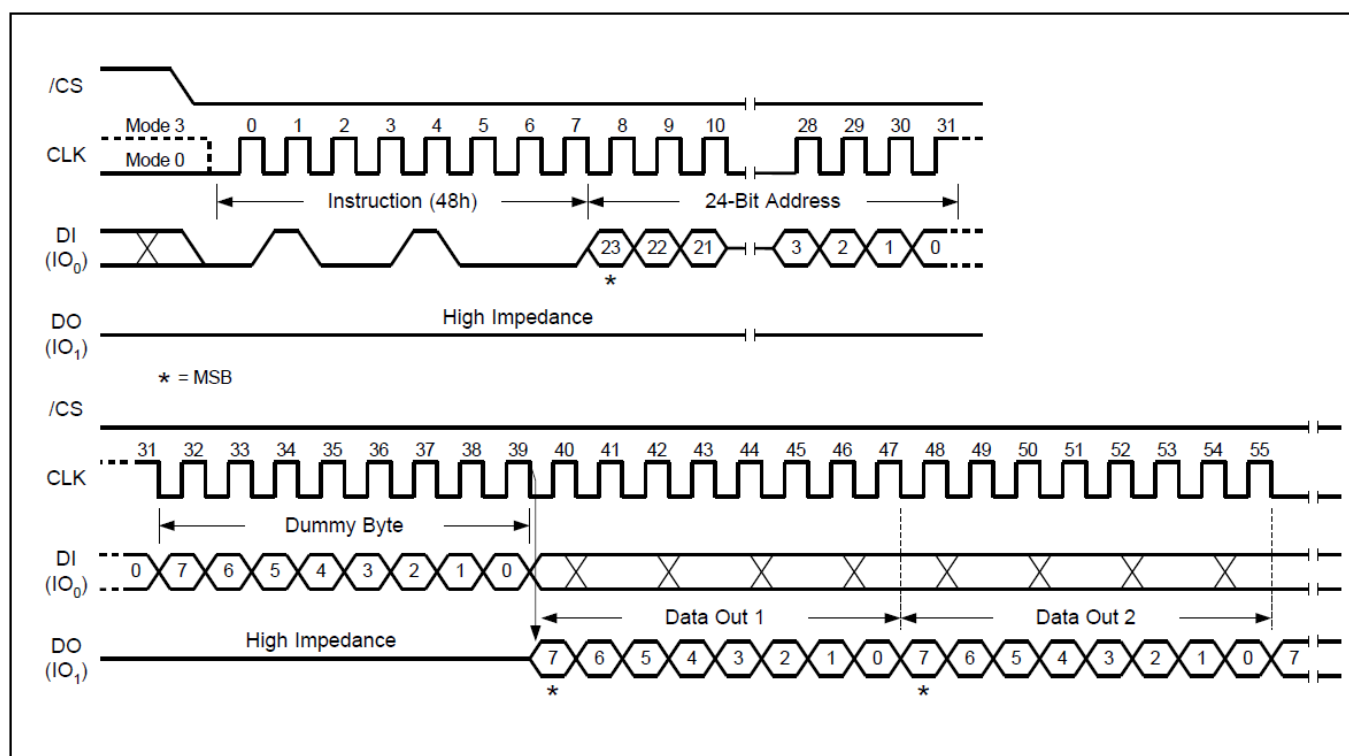 /CS
Mode 3 0 1 2 3 4 5 6 7 8 9 10 28 29 30 31
CLK Mode 0
Instruction (48h) 24-Bit Address
DI
(IO0) 23 22 21 3 2 1 0
*
DO High Impedance
(IO1)
* = MSB
/CS
31 32 33 34 35 36 37 38 39 40 41 42 43 44 45 46 47 48 49 50 51 52 53 54 55
CLK
Dummy Byte
DI
(IO0) 0 7 6 5 4 3 2 1 0
Data Out 1 Data Out 2
DO High Impedance
(IO1) 7 6 5 4 3 2 1 0 7 6 5 4 3 2 1 0 7
* *